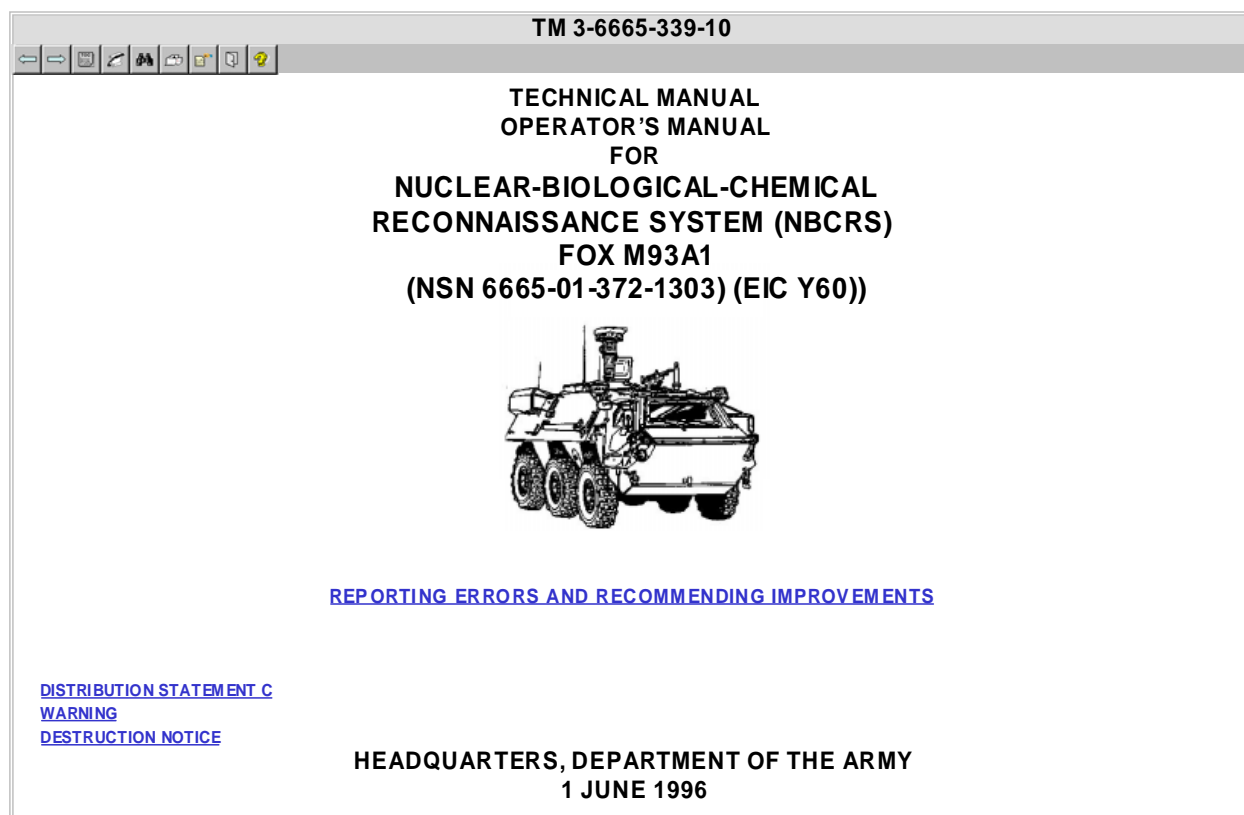 TM 3-6665-339-10
TECHNICAL MANUAL
OPERATOR'S MANUAL
FOR
NUCLEAR-BIOLOGICAL-CHEMICAL
RECONNAISSANCE SYSTEM (NBCRS)
FOX M93A1
(NSN 6665-01-372-1303) (EIC Y60))
REPORTING ERRORS AND RECOMMENDING IMPROVEMENTS
DISTRIBUTION STATEMENT C
WARNING
DESTRUCTION NOTICE
HEADQUARTERS, DEPARTMENT OF THE ARMY
1 JUNE 1996